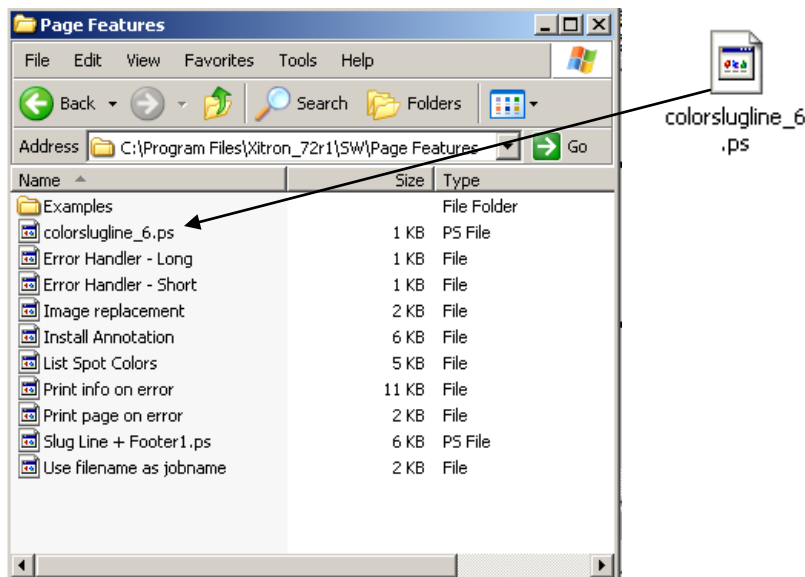 Page Features
File Edit View Favorites Tools Help
Back Search Folders
Address C:\Program Files\Xitron_72r1\SW\Page Features Go
Name Size Type
Examples File Folder
colorslugline_6.ps 1 KB PS File
Error Handler - Long 1 KB File
Error Handler - Short 1 KB File
Image replacement 2 KB File
Install Annotation 6 KB File
List Spot Colors 5 KB File
Print info on error 11 KB File
Print page on error 2 KB File
Slug Line + Footer1.ps 6 KB PS File
Use filename as jobname 2 KB File
colorslugline_6
.ps